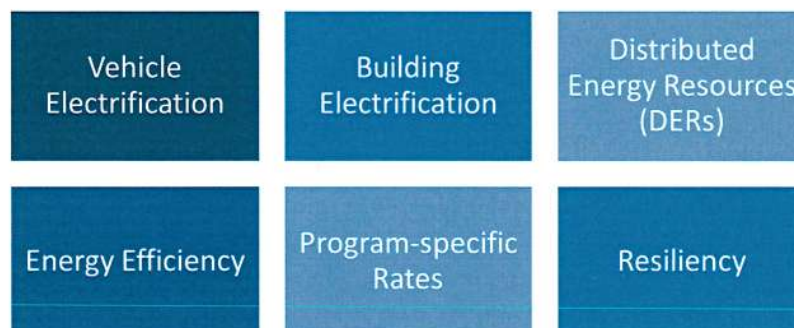 Vehicle
Electrification
Building
Electrification
Distributed
Energy Resources
(DERs)
Energy Efficiency
Program-specific
Rates
Resiliency